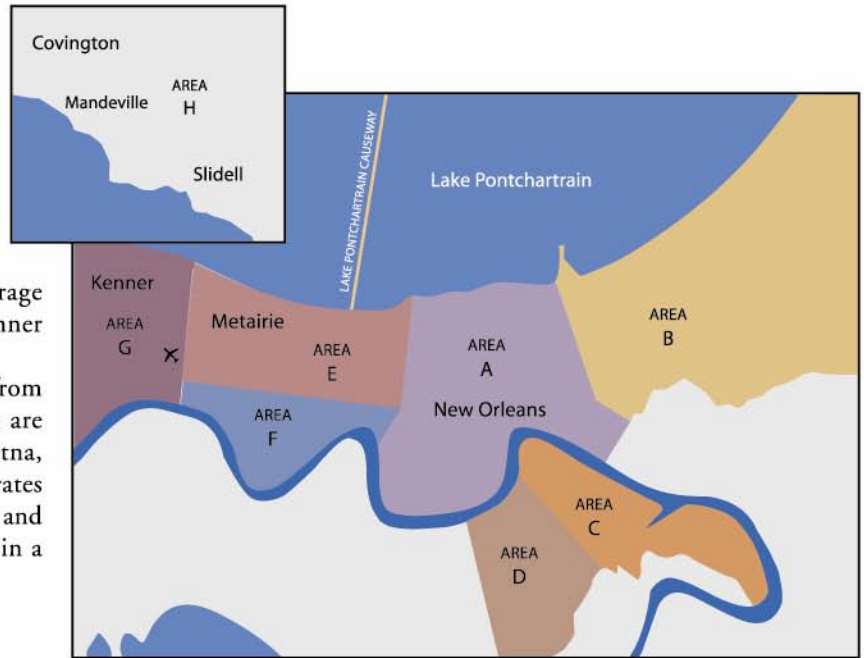 Covington
AREA
H
Mandeville
Slidell
LAKE PONTCHARTRAIN CAUSEWAY
Lake Pontchartrain
Kenner
AREA
G
Metairie
AREA
E
AREA
F
AREA
A
New Orleans
AREA
B
AREA
C
AREA
D
rage
nner
from
are
tna,
rates
and
in a